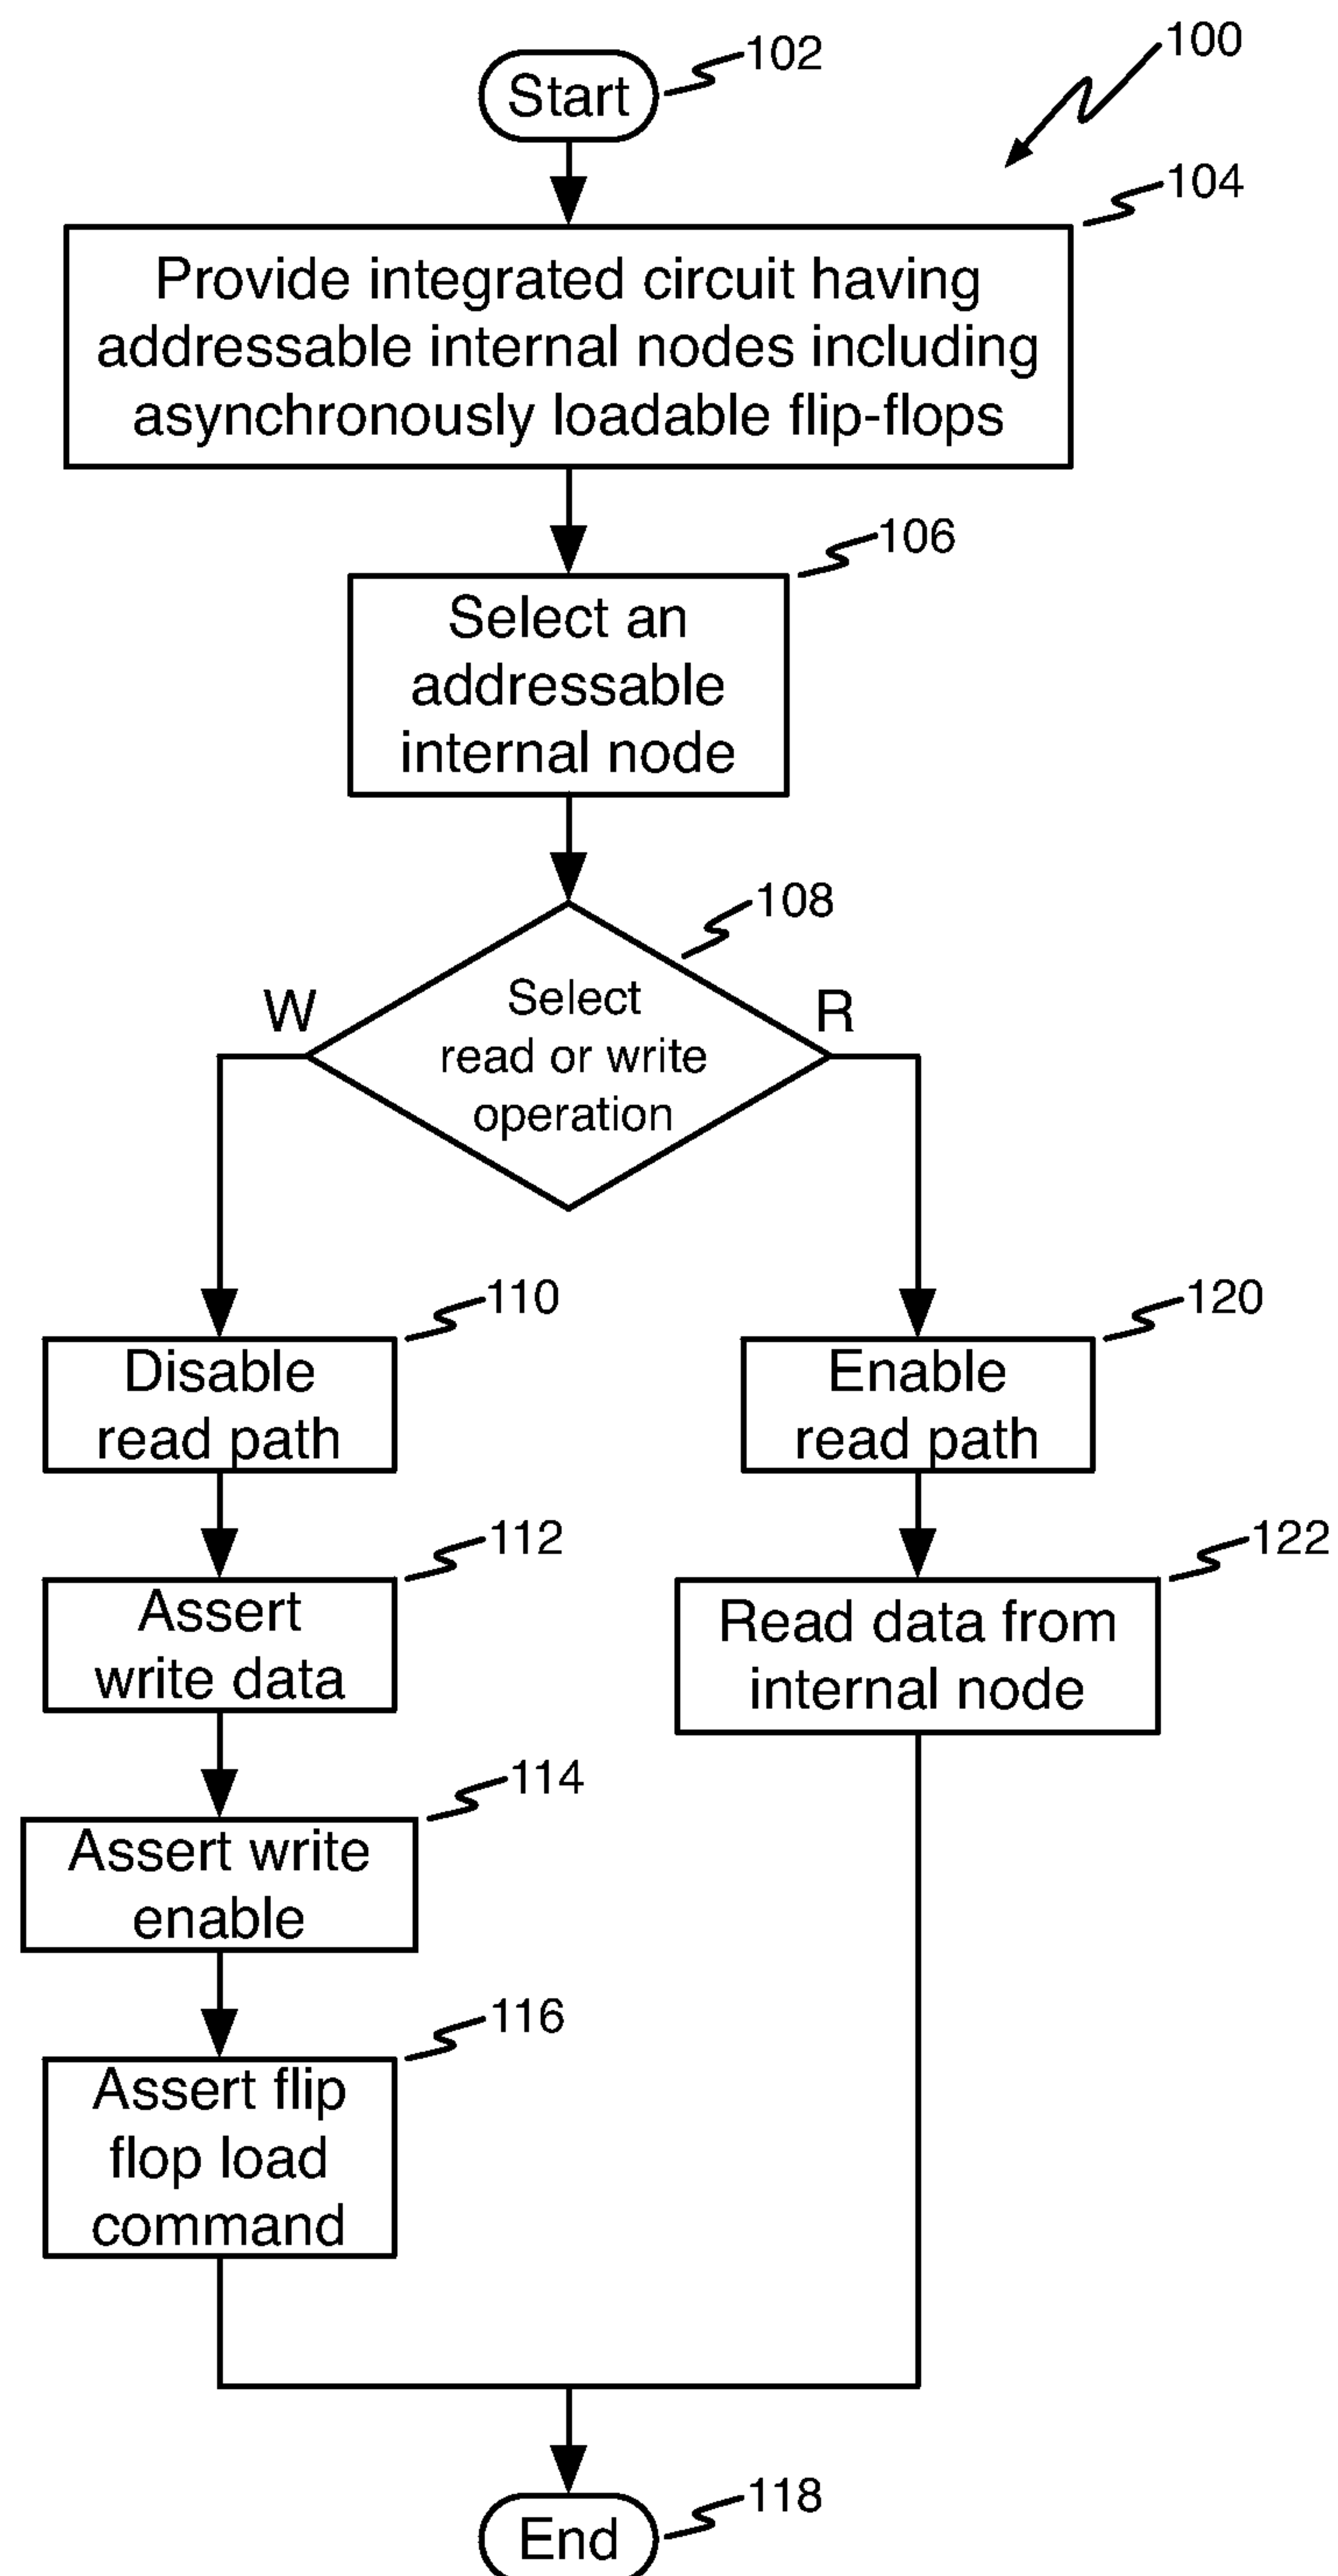 100
102
Start
104
Provide integrated circuit having
addressable internal nodes including
asynchronously loadable flip-flops
106
Select an
addressable
internal node
108
W
R
Select
read or write
operation
110
Disable
read path
120
Enable
read path
112
Assert
write data
122
Read data from
internal node
114
Assert write
enable
116
Assert flip
flop load
command
118
End